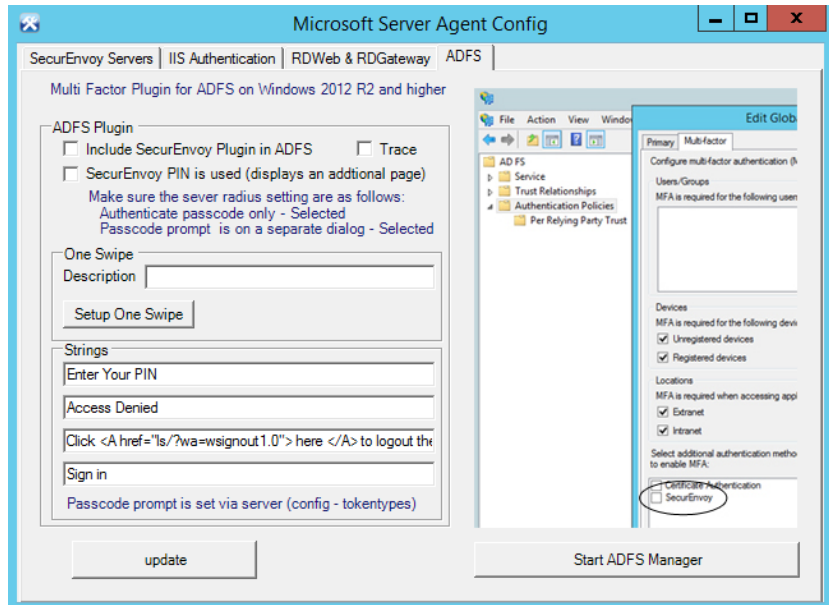 Microsoft Server Agent Config
SecurEnvoy Servers
IIS Authentication
RDWeb & RDGateway
ADFS
Multi Factor Plugin for ADFS on Windows 2012 R2 and higher
ADFS Plugin
Include SecurEnvoy Plugin in ADFS
Trace
SecurEnvoy PIN is used (displays an addtional page)
Make sure the sever radius setting are as follows:
Authenticate passcode only - Selected
Passcode prompt is on a separate dialog - Selected
One Swipe
Description
Setup One Swipe
Strings
Enter Your PIN
Access Denied
Click <A href="ls/?wa=wsignout1.0"> here </A> to logout the
Sign in
Passcode prompt is set via server (config - tokentypes)
update
File Action View Windo
AD FS
Service
Trust Relationships
Authentication Policies
Per Relying Party Trust
Edit Globa
Primary
Multi-factor
Configure multi-factor authentication (M
Users/Groups
MFA is required for the following user
Devices
MFA is required for the following devi
Unregistered devices
Registered devices
Locations
MFA is required when accessing appl
Extranet
Intranet
Select additional authentication metho
to enable MFA:
Certificate Authentication
SecurEnvoy
Start ADFS Manager